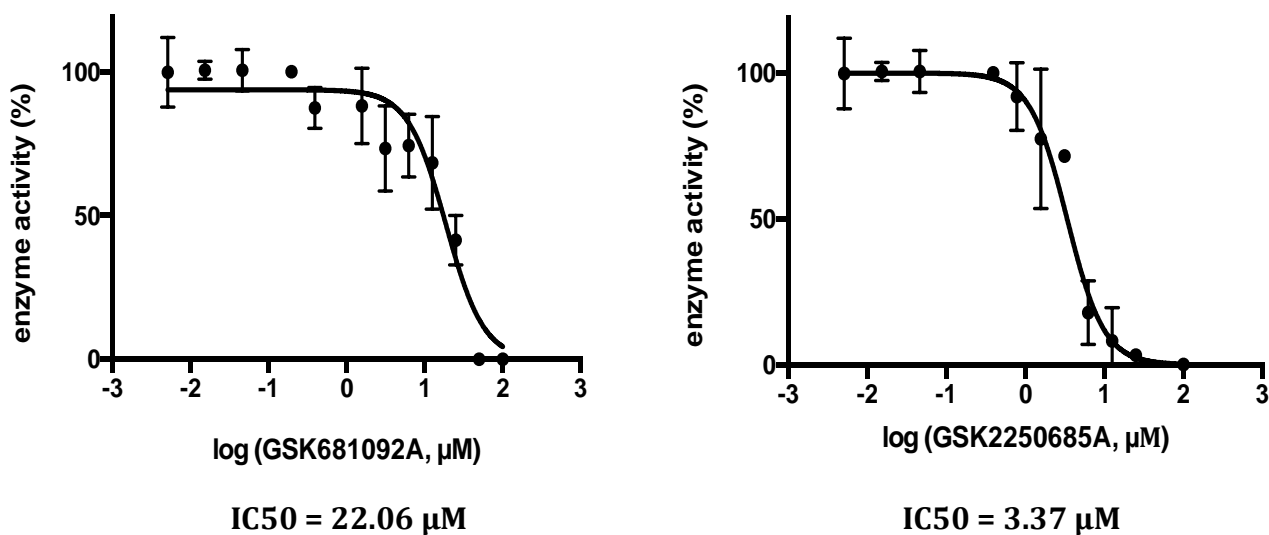 enzyme activity (%)
100
50
0
-3 -2 -1 0 1 2 3
log (GSK681092A, µM)
IC50 = 22.06 µM
enzyme activity (%)
100
50
0
-3 -2 -1 0 1 2 3
log (GSK2250685A, µM)
IC50 = 3.37 µM